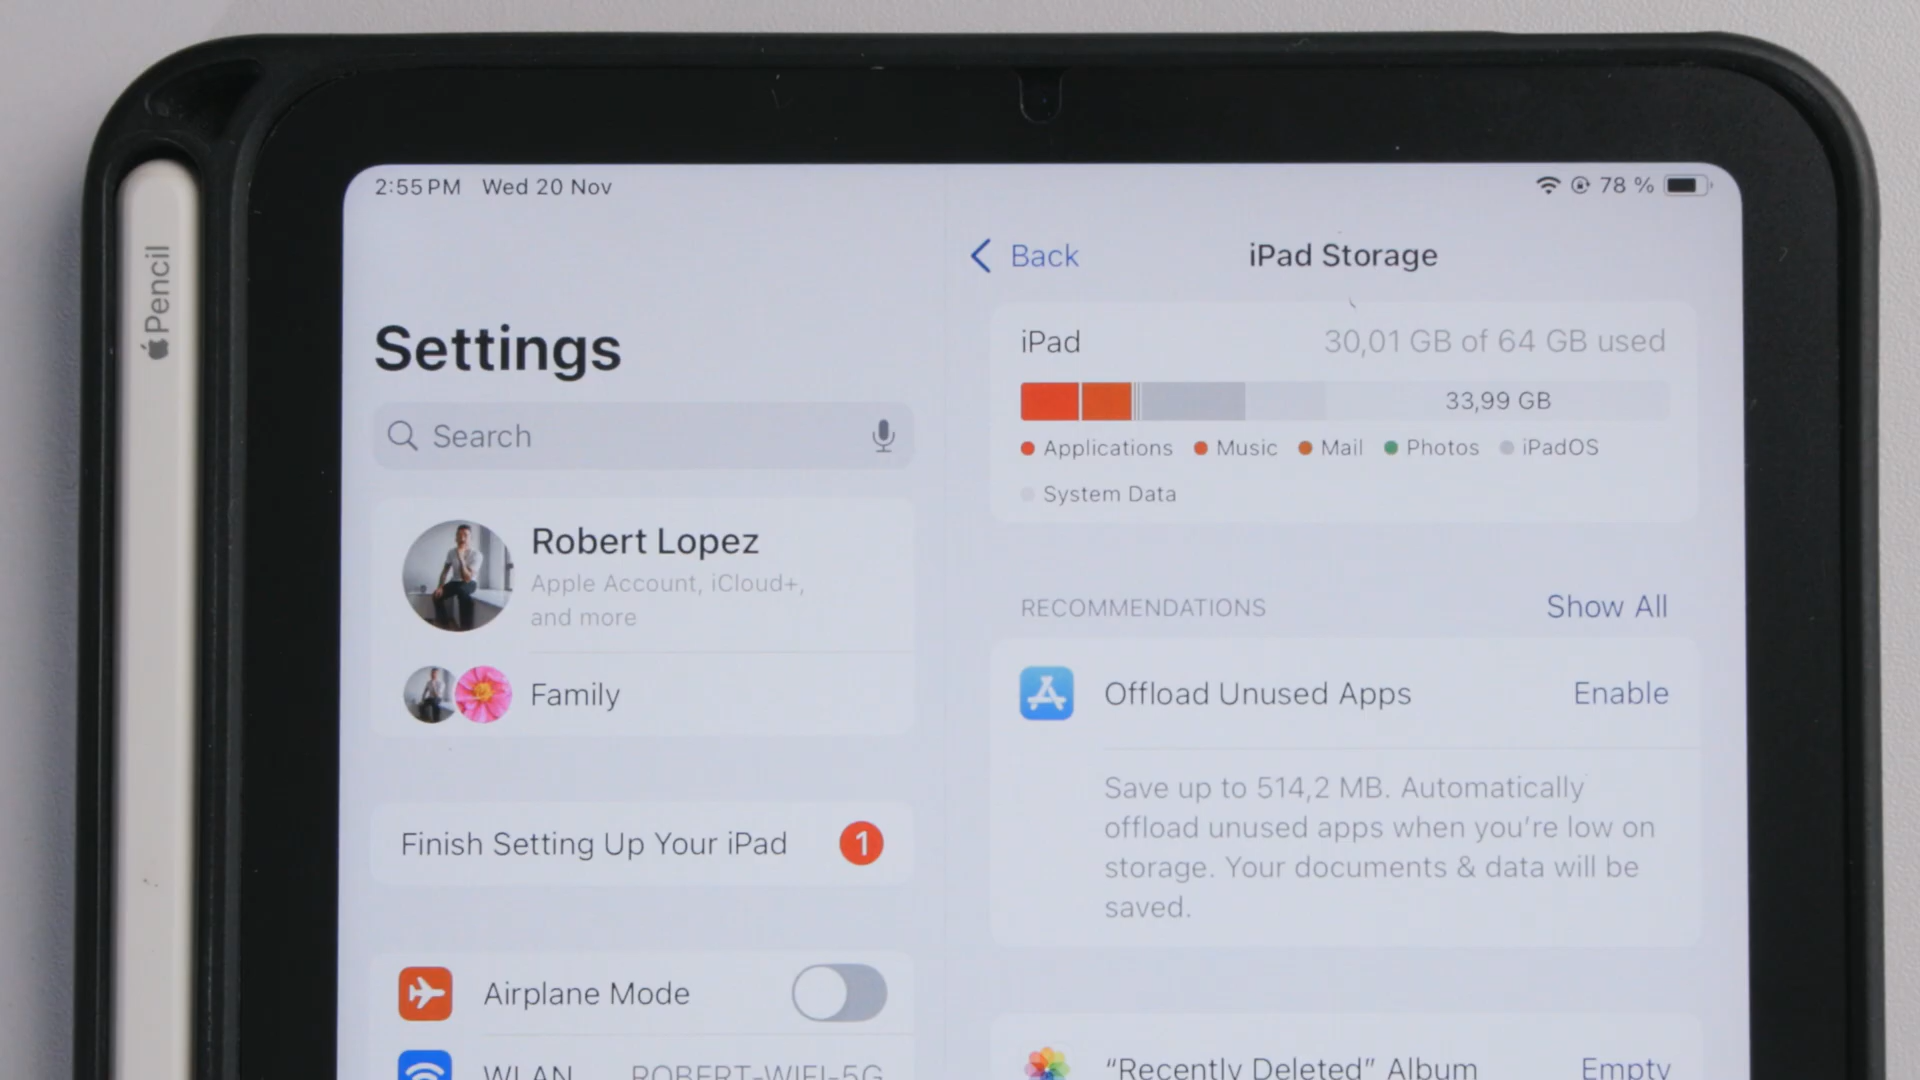 Pencil
2:55 PM Wed 20 Nov
78 %
Settings
Search
Robert Lopez
Apple Account, iCloud+,
and more
Family
Finish Setting Up Your iPad
1
Airplane Mode
WLAN ROBERT-WIFI-5G
Back
iPad Storage
iPad 30,01 GB of 64 GB used
33,99 GB
Applications Music Mail Photos iPadOS
System Data
RECOMMENDATIONS Show All
Offload Unused Apps Enable
Save up to 514,2 MB. Automatically
offload unused apps when you’re low on
storage. Your documents & data will be
saved.
“Recently Deleted” Album Empty